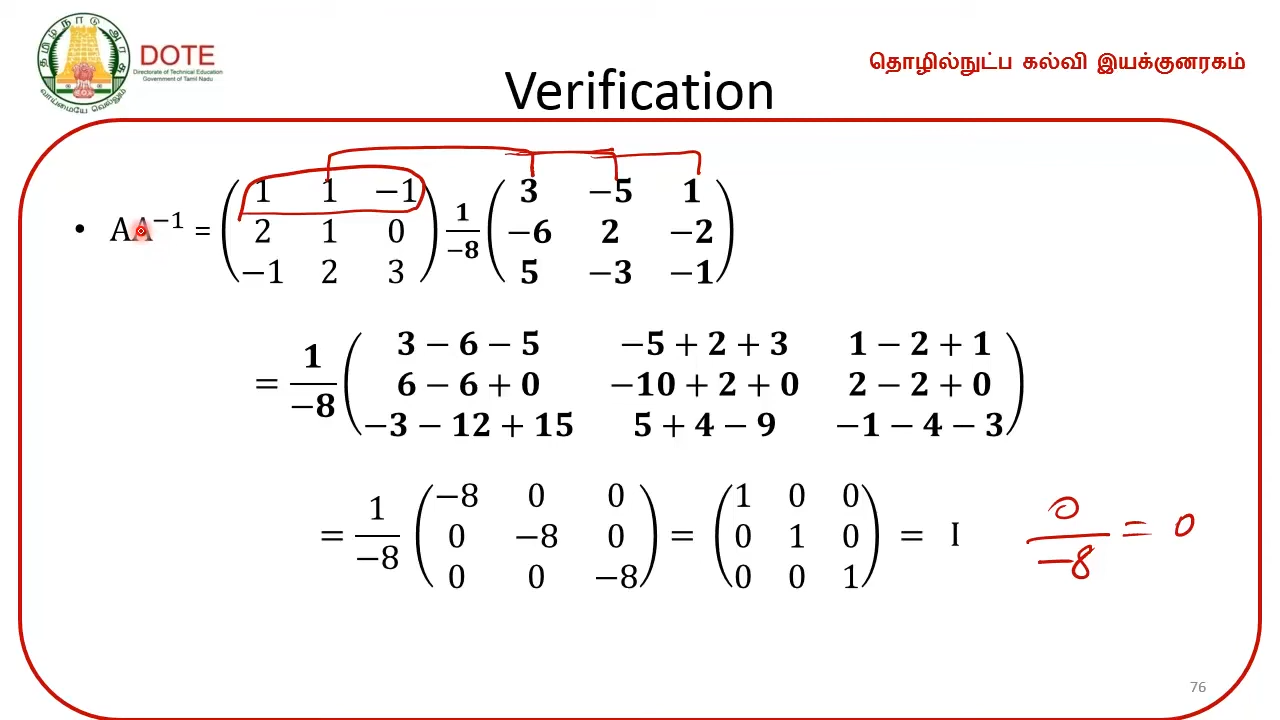 தமிழ்நாடு அரசு
வாய்மையே வெல்லும்
DOTE
Directorate of Technical Education
Government of Tamil Nadu
தொழில்நுட்ப கல்வி இயக்குனரகம்
Verification
• AA⁻¹ = ( 1 1 −1 ) 1/−8 ( 3 −5 1 )
( 2 1 0 ) ( −6 2 −2 )
( −1 2 3 ) ( 5 −3 −1 )
= 1/−8 ( 3 − 6 − 5 −5 + 2 + 3 1 − 2 + 1 )
( 6 − 6 + 0 −10 + 2 + 0 2 − 2 + 0 )
( −3 − 12 + 15 5 + 4 − 9 −1 − 4 − 3 )
= 1/−8 ( −8 0 0 ) = ( 1 0 0 ) = I
( 0 −8 0 ) ( 0 1 0 )
( 0 0 −8 ) ( 0 0 1 )
0/−8 = 0
76